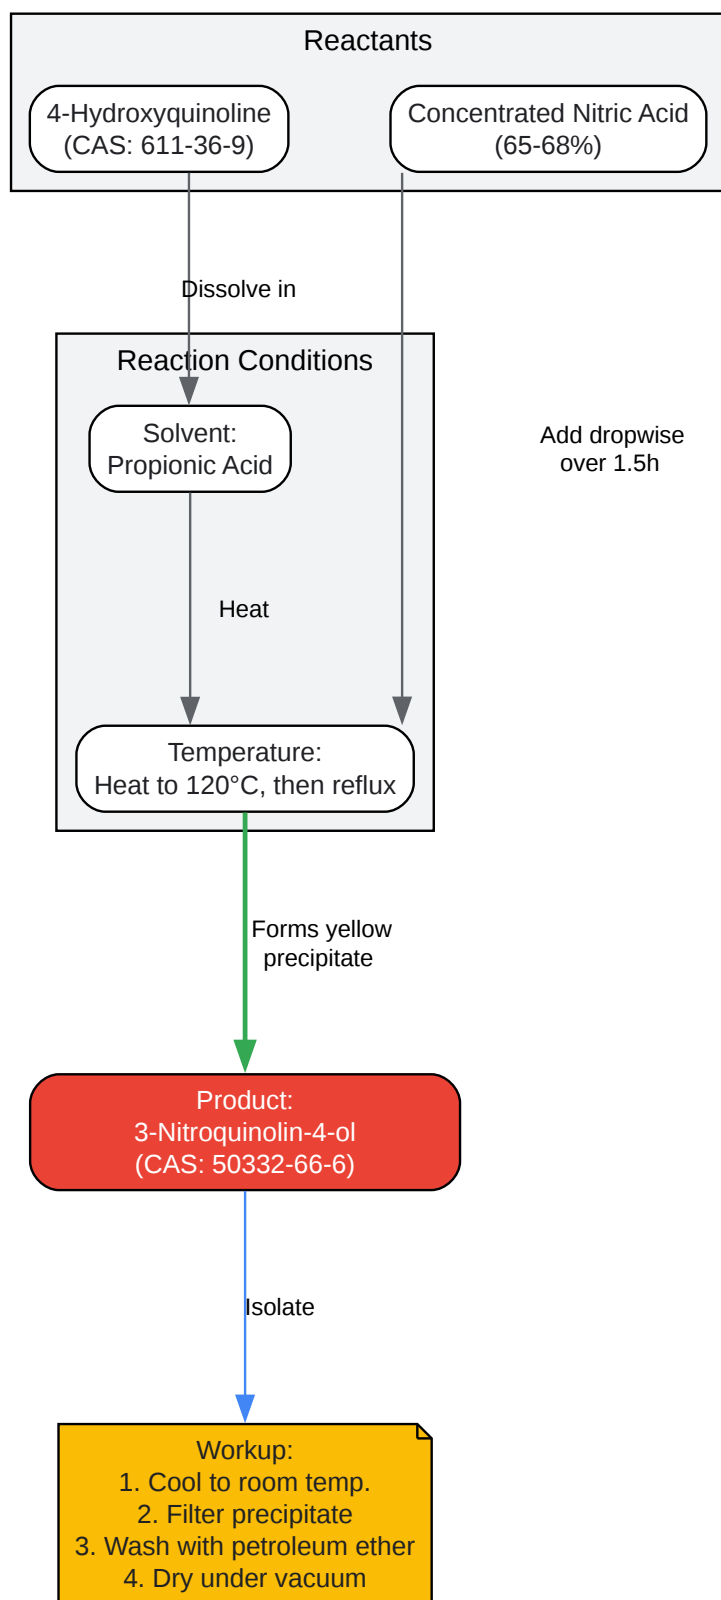 Reactants
4-Hydroxyquinoline
(CAS: 611-36-9)
Concentrated Nitric Acid
(65-68%)
Dissolve in
Reaction Conditions
Solvent:
Propionic Acid
Add dropwise
over 1.5h
Heat
Temperature:
Heat to 120°C, then reflux
Forms yellow
precipitate
Product:
3-Nitroquinolin-4-ol
(CAS: 50332-66-6)
Isolate
Workup:
1. Cool to room temp.
2. Filter precipitate
3. Wash with petroleum ether
4. Dry under vacuum